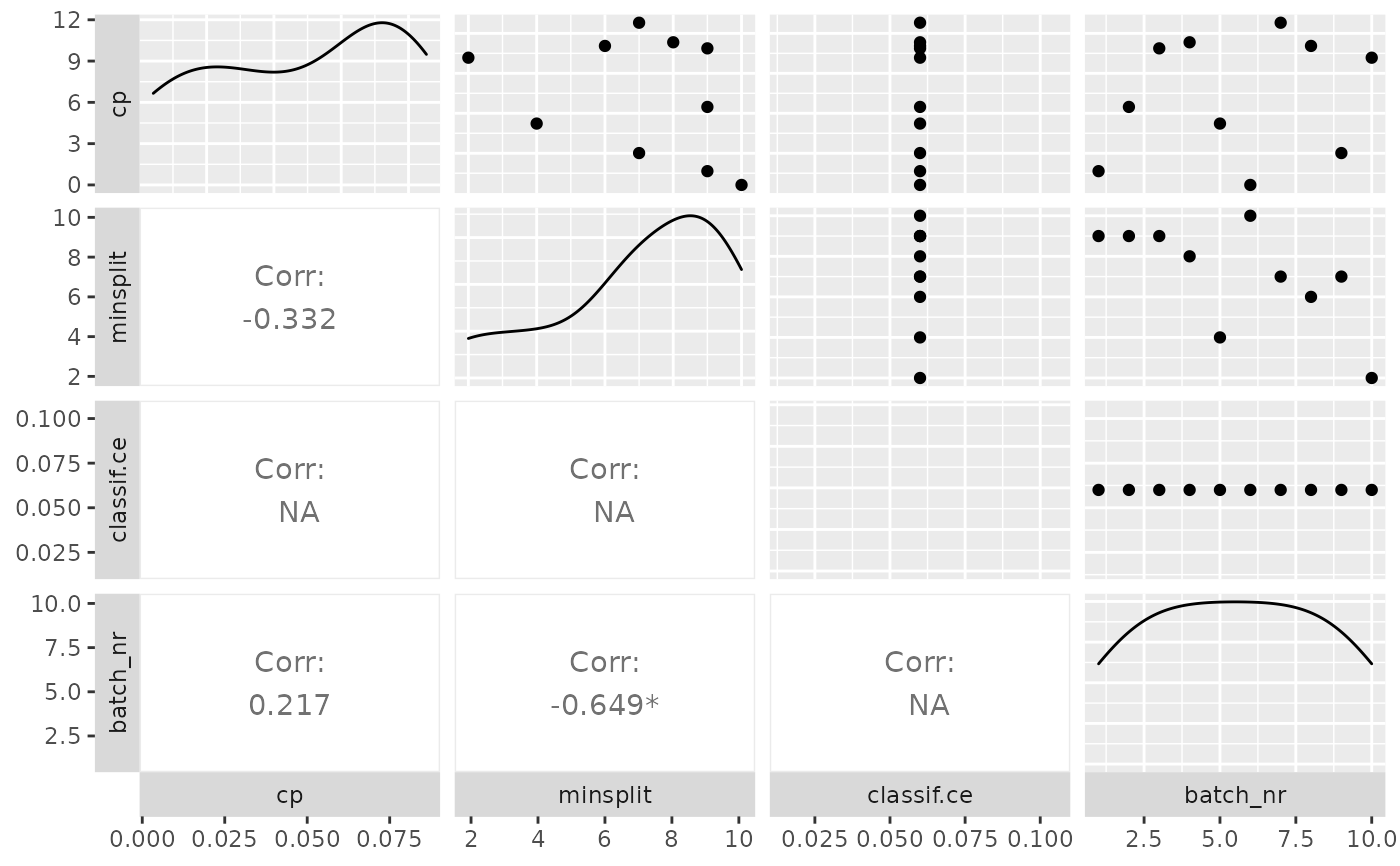 12
9
6
3
0
cp
10
8
6
4
2
minsplit
Corr:
-0.332
0.100
0.075
0.050
0.025
classif.ce
Corr:
NA
Corr:
NA
10.0
7.5
5.0
2.5
batch_nr
Corr:
0.217
Corr:
-0.649*
Corr:
NA
cp
minsplit
classif.ce
batch_nr
0.000 0.025 0.050 0.075
2 4 6 8 10
0.025 0.050 0.075 0.100
2.5 5.0 7.5 10.0